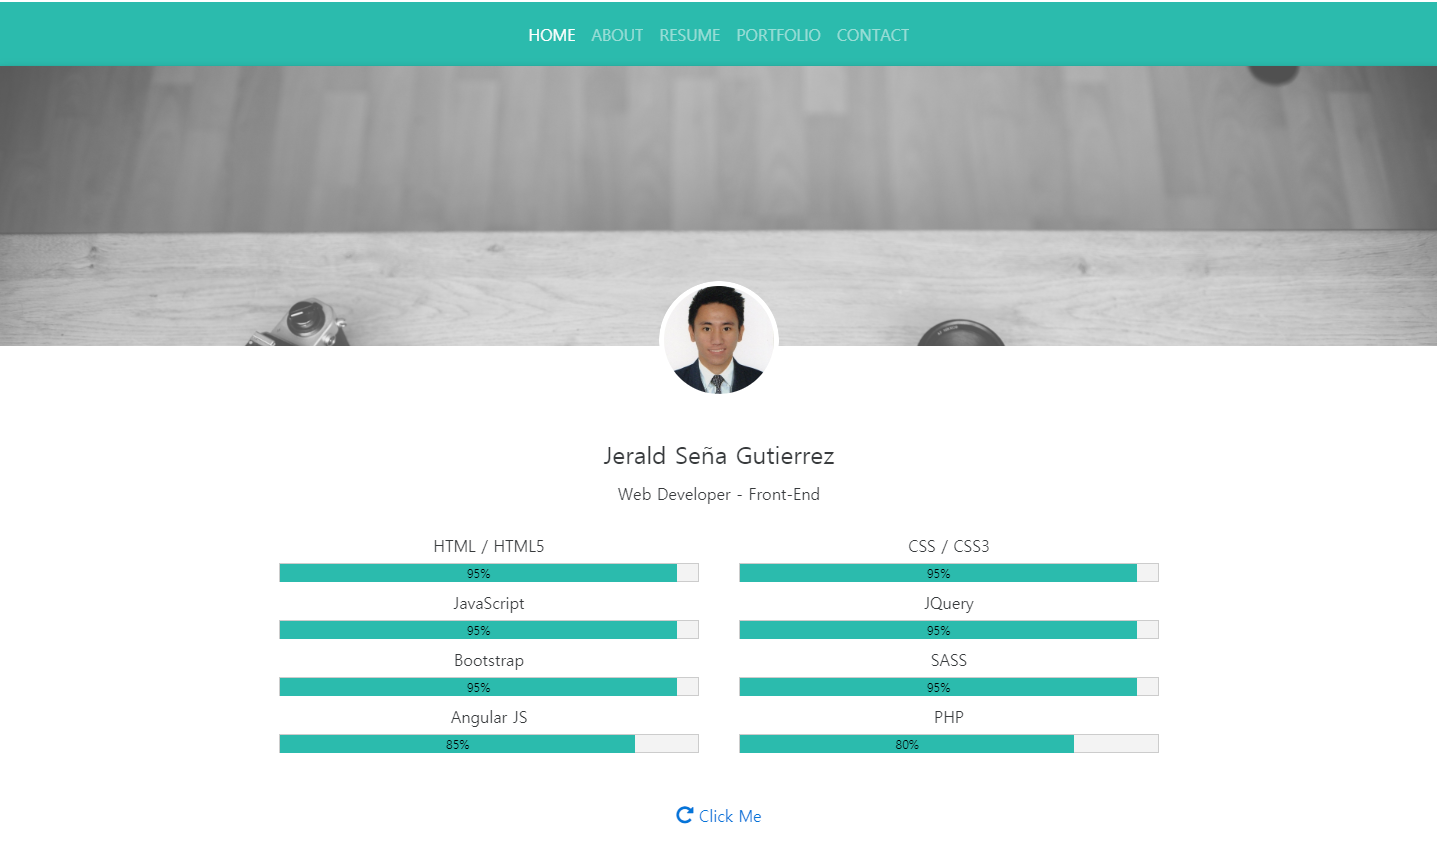 HOME ABOUT RESUME PORTFOLIO CONTACT
Jerald Seña Gutierrez
Web Developer - Front-End
HTML / HTML5
95%
CSS / CSS3
95%
JavaScript
95%
JQuery
95%
Bootstrap
95%
SASS
95%
Angular JS
85%
PHP
80%
Click Me